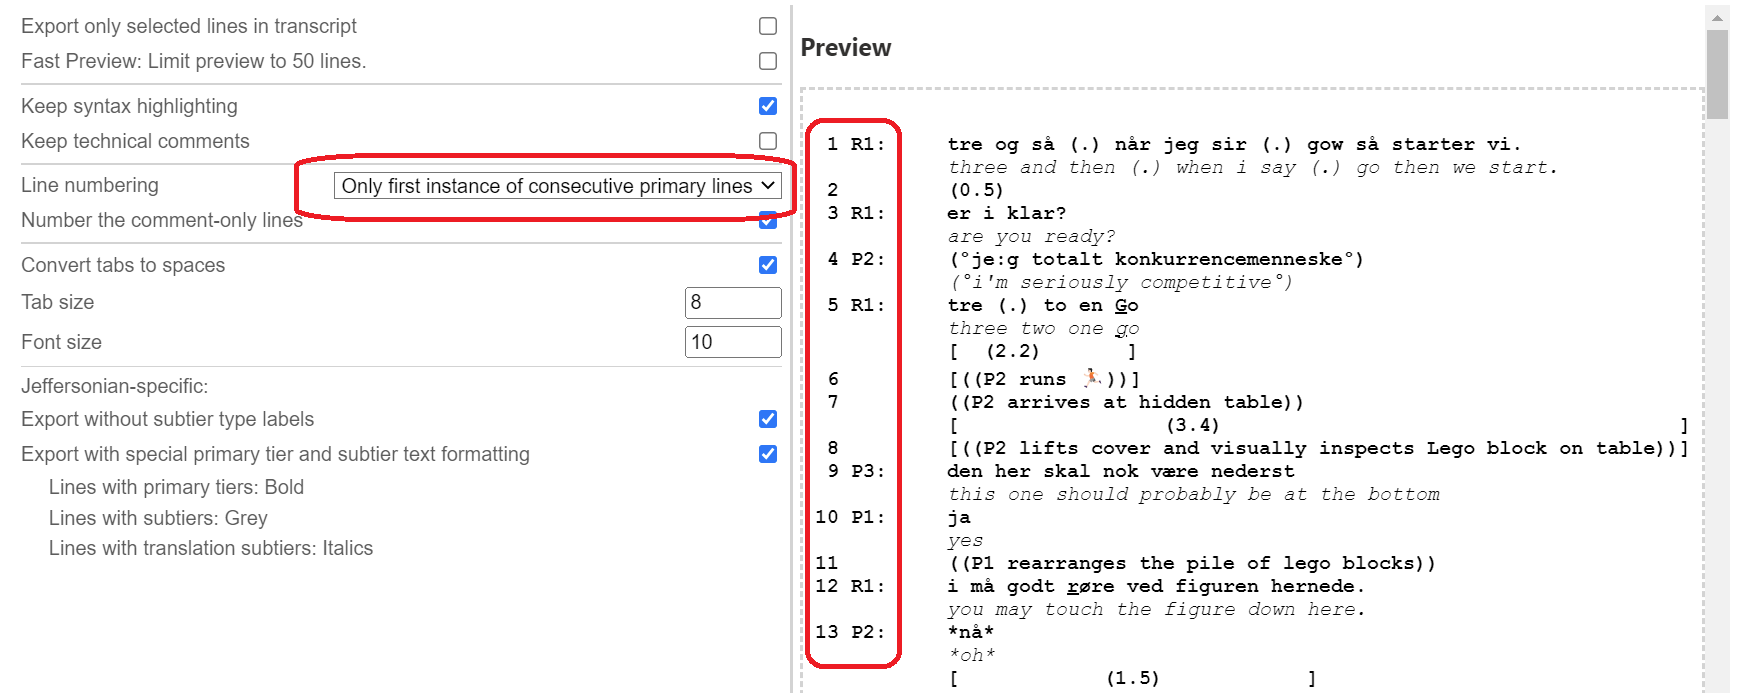 Export only selected lines in transcript
Fast Preview: Limit preview to 50 lines.
Keep syntax highlighting
Keep technical comments
Line numbering
Only first instance of consecutive primary lines
Number the comment-only lines
Convert tabs to spaces
Tab size 8
Font size 10
Jeffersonian-specific:
Export without subtier type labels
Export with special primary tier and subtier text formatting
Lines with primary tiers: Bold
Lines with subtiers: Grey
Lines with translation subtiers: Italics
Preview
1 R1: tre og så (.) når jeg sir (.) gow så starter vi.
three and then (.) when i say (.) go then we start.
2 (0.5)
3 R1: er i klar?
are you ready?
4 P2: (°je:g totalt konkurrencemenneske°)
(°i'm seriously competitive°)
5 R1: tre (.) to en Go
three two one go
[ (2.2) ]
6 [((P2 runs 🏃))]
7 ((P2 arrives at hidden table))
[ (3.4) ]
8 [((P2 lifts cover and visually inspects Lego block on table))]
9 P3: den her skal nok være nederst
this one should probably be at the bottom
10 P1: ja
yes
11 ((P1 rearranges the pile of lego blocks))
12 R1: i må godt røre ved figuren hernede.
you may touch the figure down here.
13 P2: *nå*
*oh*
[ (1.5) ]